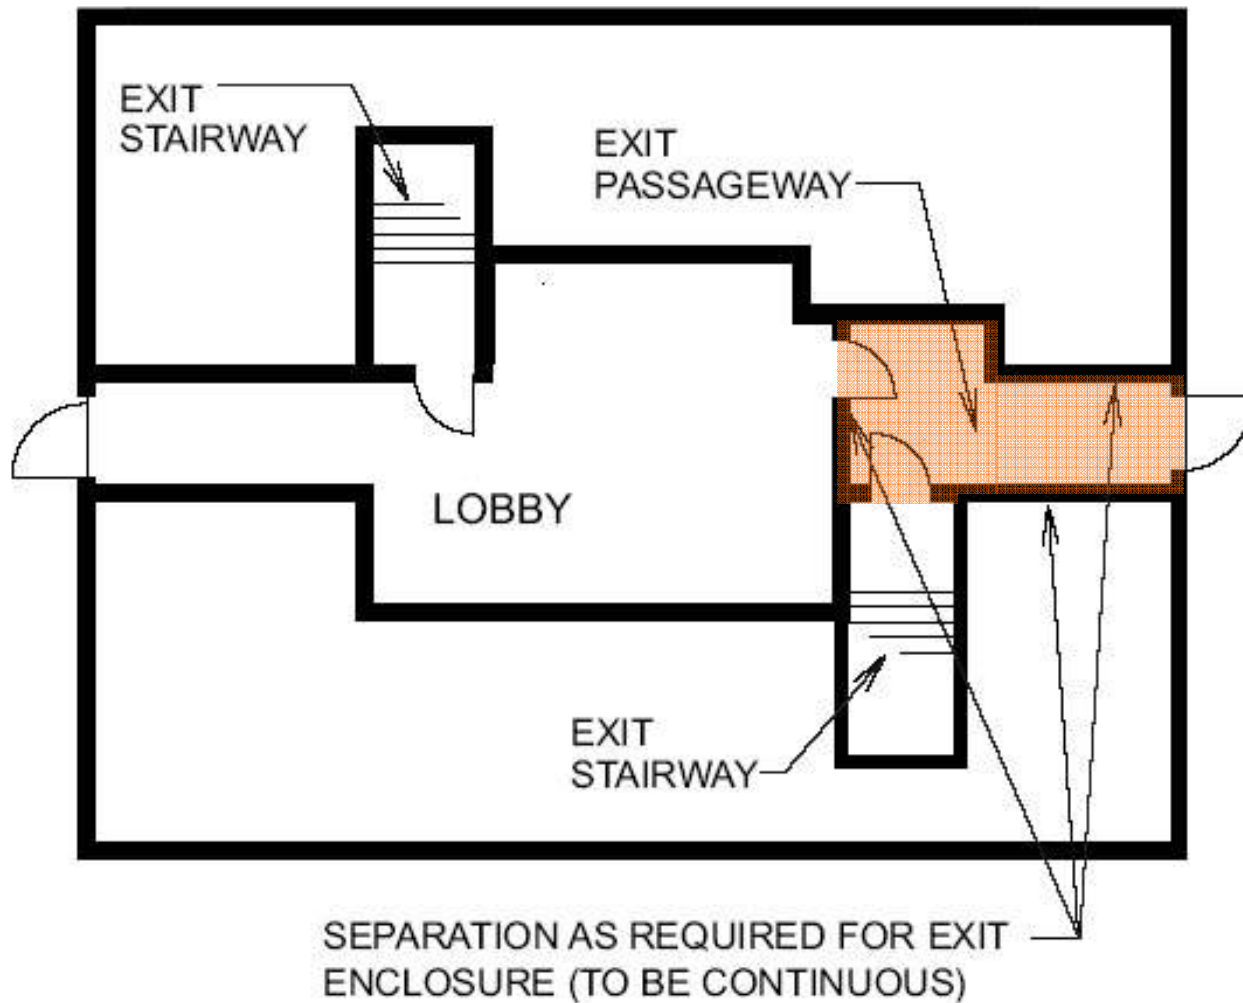 EXIT
STAIRWAY
EXIT
PASSAGEWAY
LOBBY
EXIT
STAIRWAY
SEPARATION AS REQUIRED FOR EXIT
ENCLOSURE (TO BE CONTINUOUS)